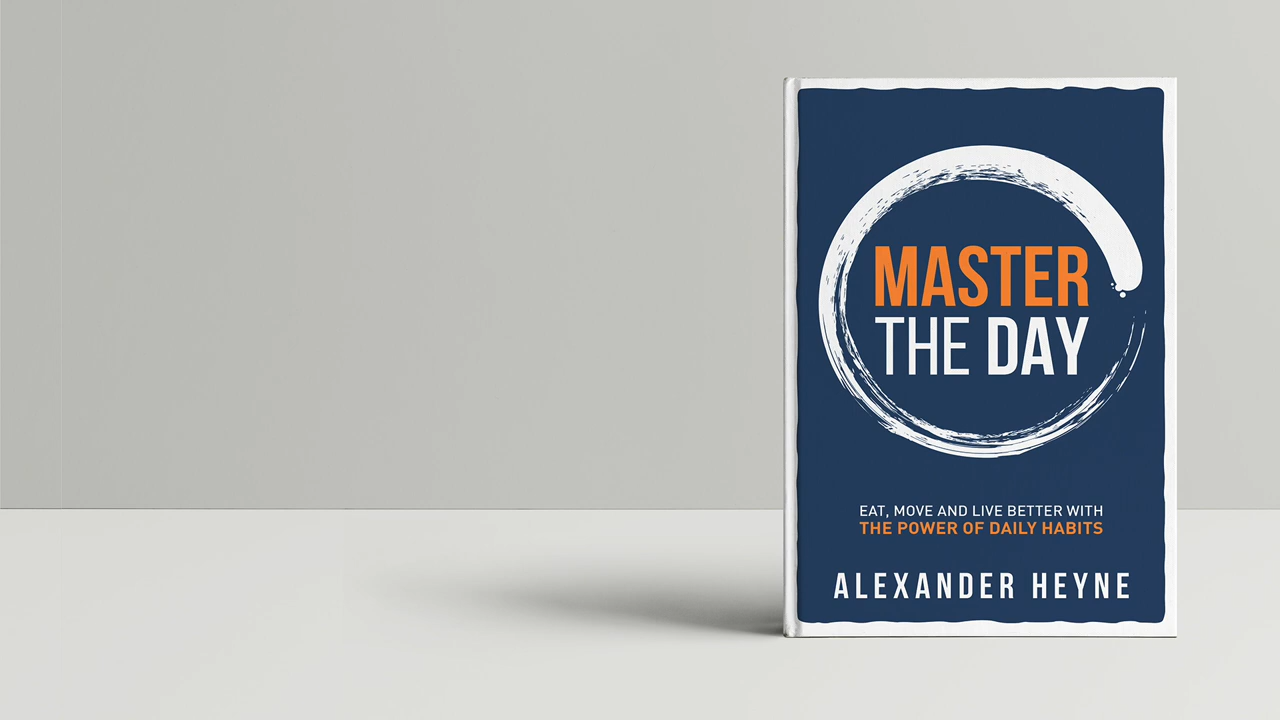 MASTER
THE DAY
EAT, MOVE AND LIVE BETTER WITH
THE POWER OF DAILY HABITS
ALEXANDER HEYNE